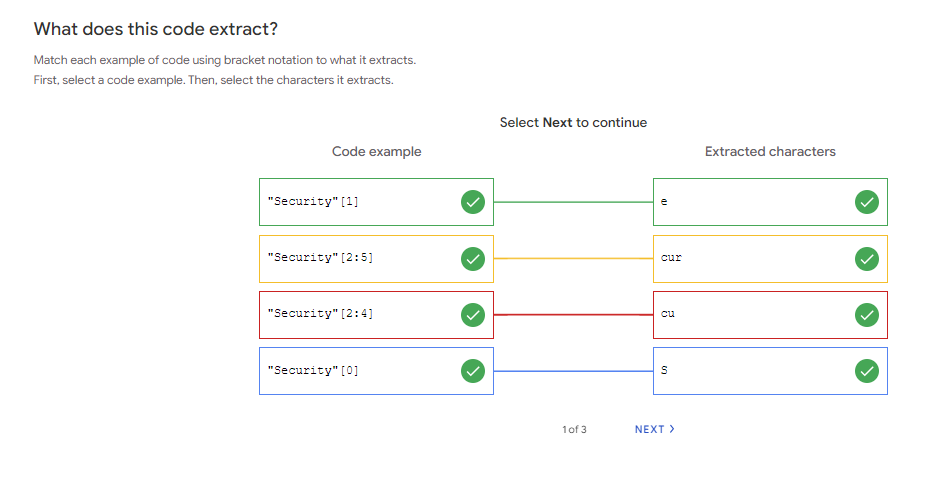 What does this code extract?
Match each example of code using bracket notation to what it extracts.
First, select a code example. Then, select the characters it extracts.
Select Next to continue
Code example
Extracted characters
"Security"[1]
e
"Security"[2:5]
cur
"Security"[2:4]
cu
"Security"[0]
S
1 of 3
NEXT >